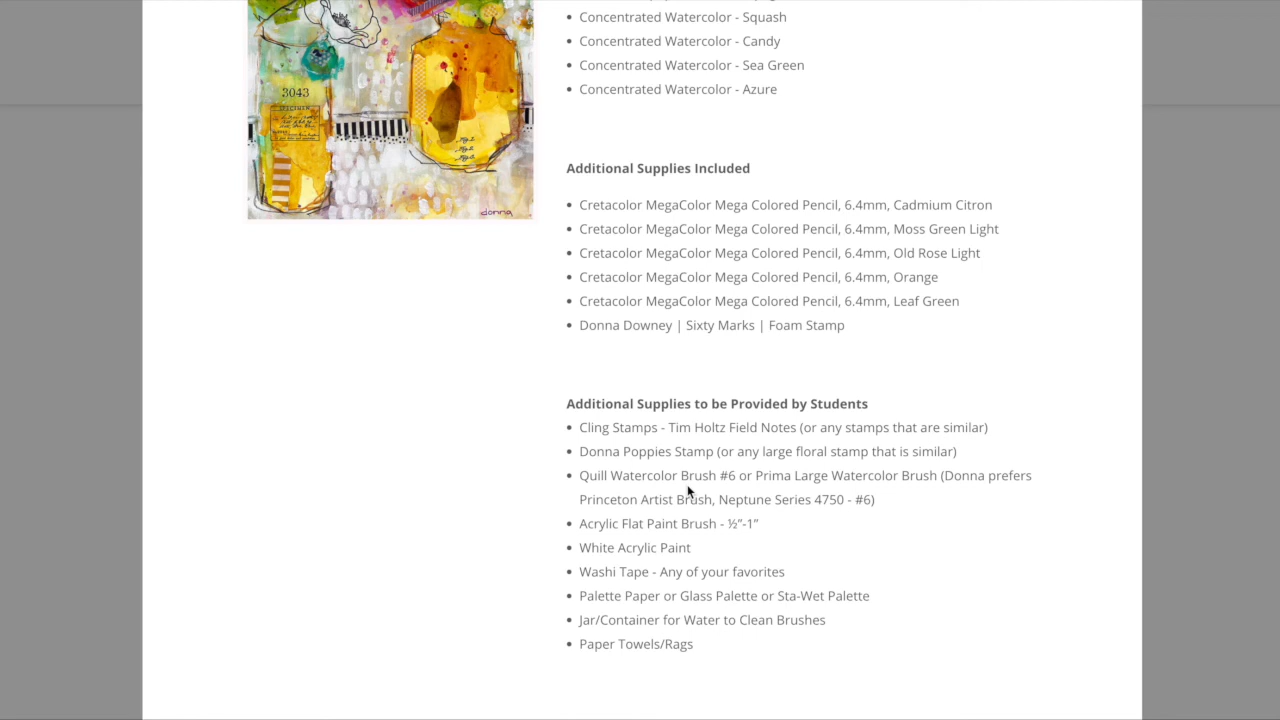 Concentrated Watercolor - Squash
Concentrated Watercolor - Candy
Concentrated Watercolor - Sea Green
Concentrated Watercolor - Azure
3043
SPECIMEN
donna
Additional Supplies Included
Cretacolor MegaColor Mega Colored Pencil, 6.4mm, Cadmium Citron
Cretacolor MegaColor Mega Colored Pencil, 6.4mm, Moss Green Light
Cretacolor MegaColor Mega Colored Pencil, 6.4mm, Old Rose Light
Cretacolor MegaColor Mega Colored Pencil, 6.4mm, Orange
Cretacolor MegaColor Mega Colored Pencil, 6.4mm, Leaf Green
Donna Downey | Sixty Marks | Foam Stamp
Additional Supplies to be Provided by Students
Cling Stamps - Tim Holtz Field Notes (or any stamps that are similar)
Donna Poppies Stamp (or any large floral stamp that is similar)
Quill Watercolor Brush #6 or Prima Large Watercolor Brush (Donna prefers
Princeton Artist Brush, Neptune Series 4750 - #6)
Acrylic Flat Paint Brush - ½”-1”
White Acrylic Paint
Washi Tape - Any of your favorites
Palette Paper or Glass Palette or Sta-Wet Palette
Jar/Container for Water to Clean Brushes
Paper Towels/Rags